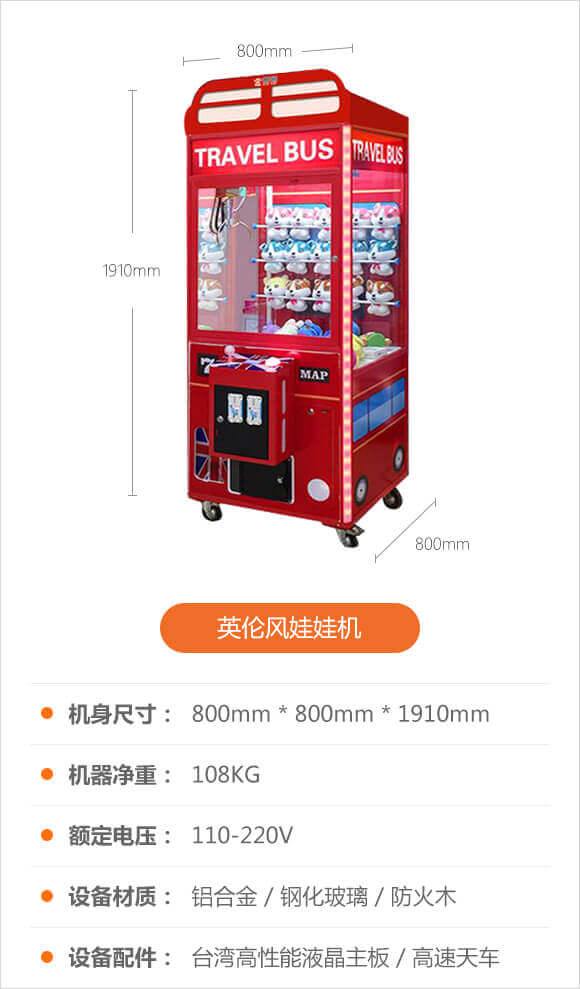 800mm
TRAVEL BUS
TRAVEL BUS
1910mm
MAP
800mm
英伦风娃娃机
机身尺寸： 800mm * 800mm * 1910mm
机器净重： 108KG
额定电压： 110-220V
设备材质： 铝合金 / 钢化玻璃 / 防火木
设备配件： 台湾高性能液晶主板 / 高速天车